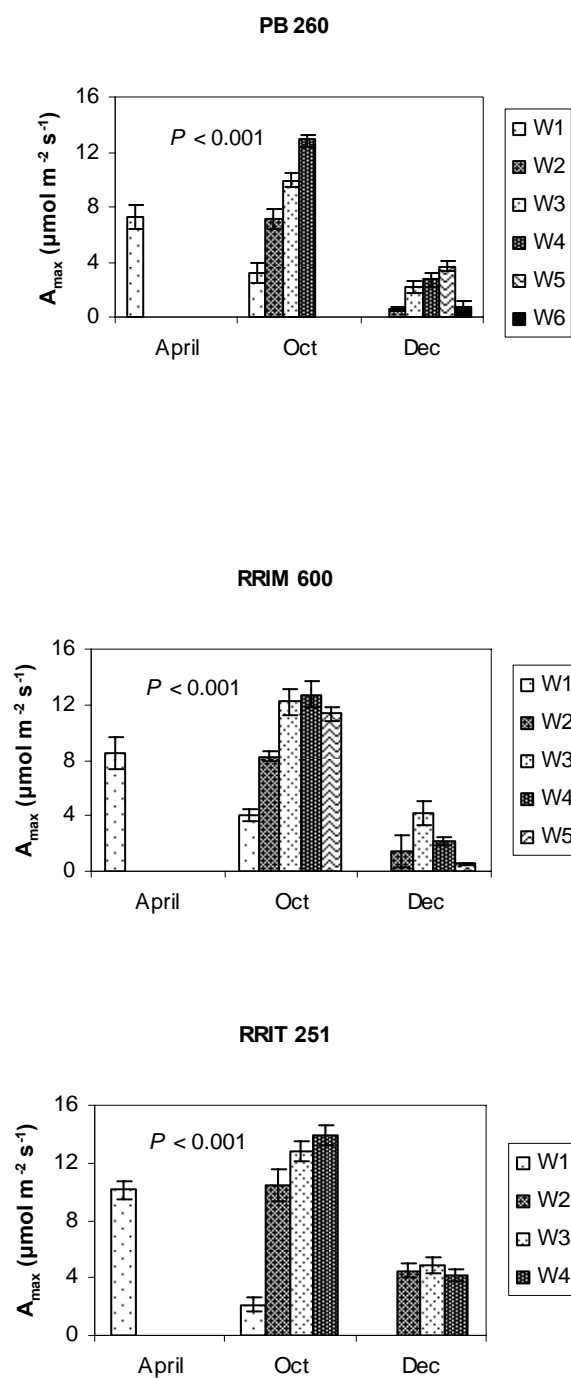 PB 260
16
12
8
4
0
A_max (µmol m⁻² s⁻¹)
P < 0.001
April Oct Dec
W1
W2
W3
W4
W5
W6
RRIM 600
16
12
8
4
0
A_max (µmol m⁻² s⁻¹)
P < 0.001
April Oct Dec
W1
W2
W3
W4
W5
RRIT 251
16
12
8
4
0
A_max (µmol m⁻² s⁻¹)
P < 0.001
April Oct Dec
W1
W2
W3
W4